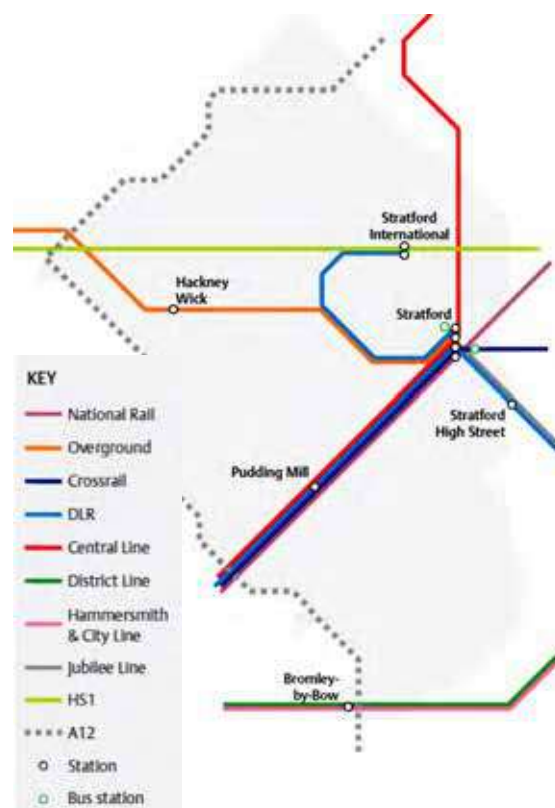 Stratford
International
Hackney
Wick
Stratford
KEY
National Rail
Overground
Crossrail
DLR
Central Line
District Line
Hammersmith
& City Line
Jubilee Line
HS1
A12
Station
Bus station
Stratford
High Street
Pudding Mill
Bromley-
by-Bow